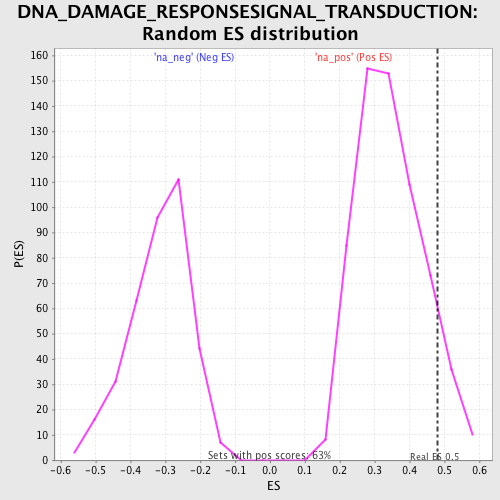 DNA_DAMAGE_RESPONSESIGNAL_TRANSDUCTION:
Random ES distribution
'na_neg' (Neg ES) 'na_pos' (Pos ES)
160
150
140
130
120
110
100
90
80
70
60
50
40
30
20
10
0
P(ES)
Sets with pos scores: 63%
Real ES 0.5
-0.6 -0.5 -0.4 -0.3 -0.2 -0.1 0.0 0.1 0.2 0.3 0.4 0.5 0.6
ES